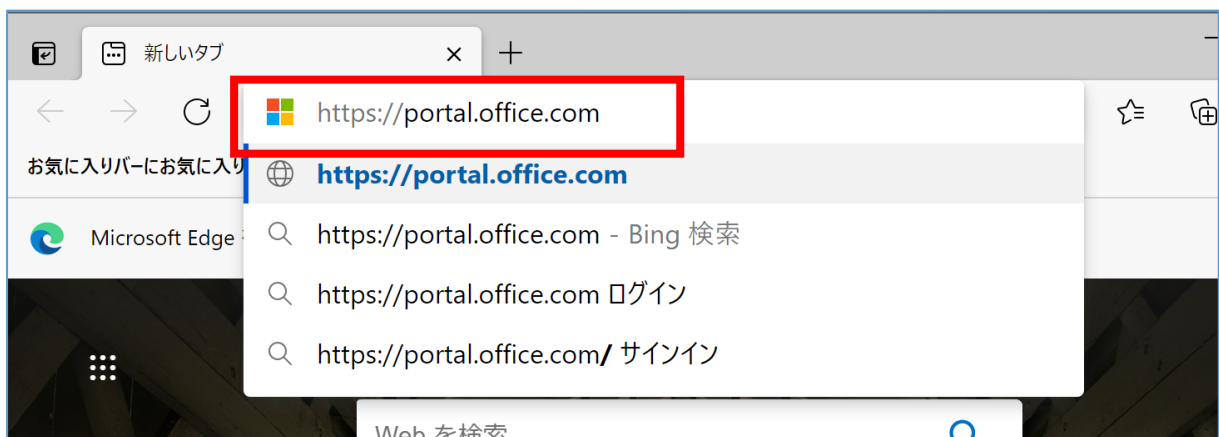 新しいタブ
https://portal.office.com
お気に入りバーにお気に入り
https://portal.office.com
Microsoft Edge
https://portal.office.com - Bing 検索
https://portal.office.com ログイン
https://portal.office.com/ サインイン
Web を検索